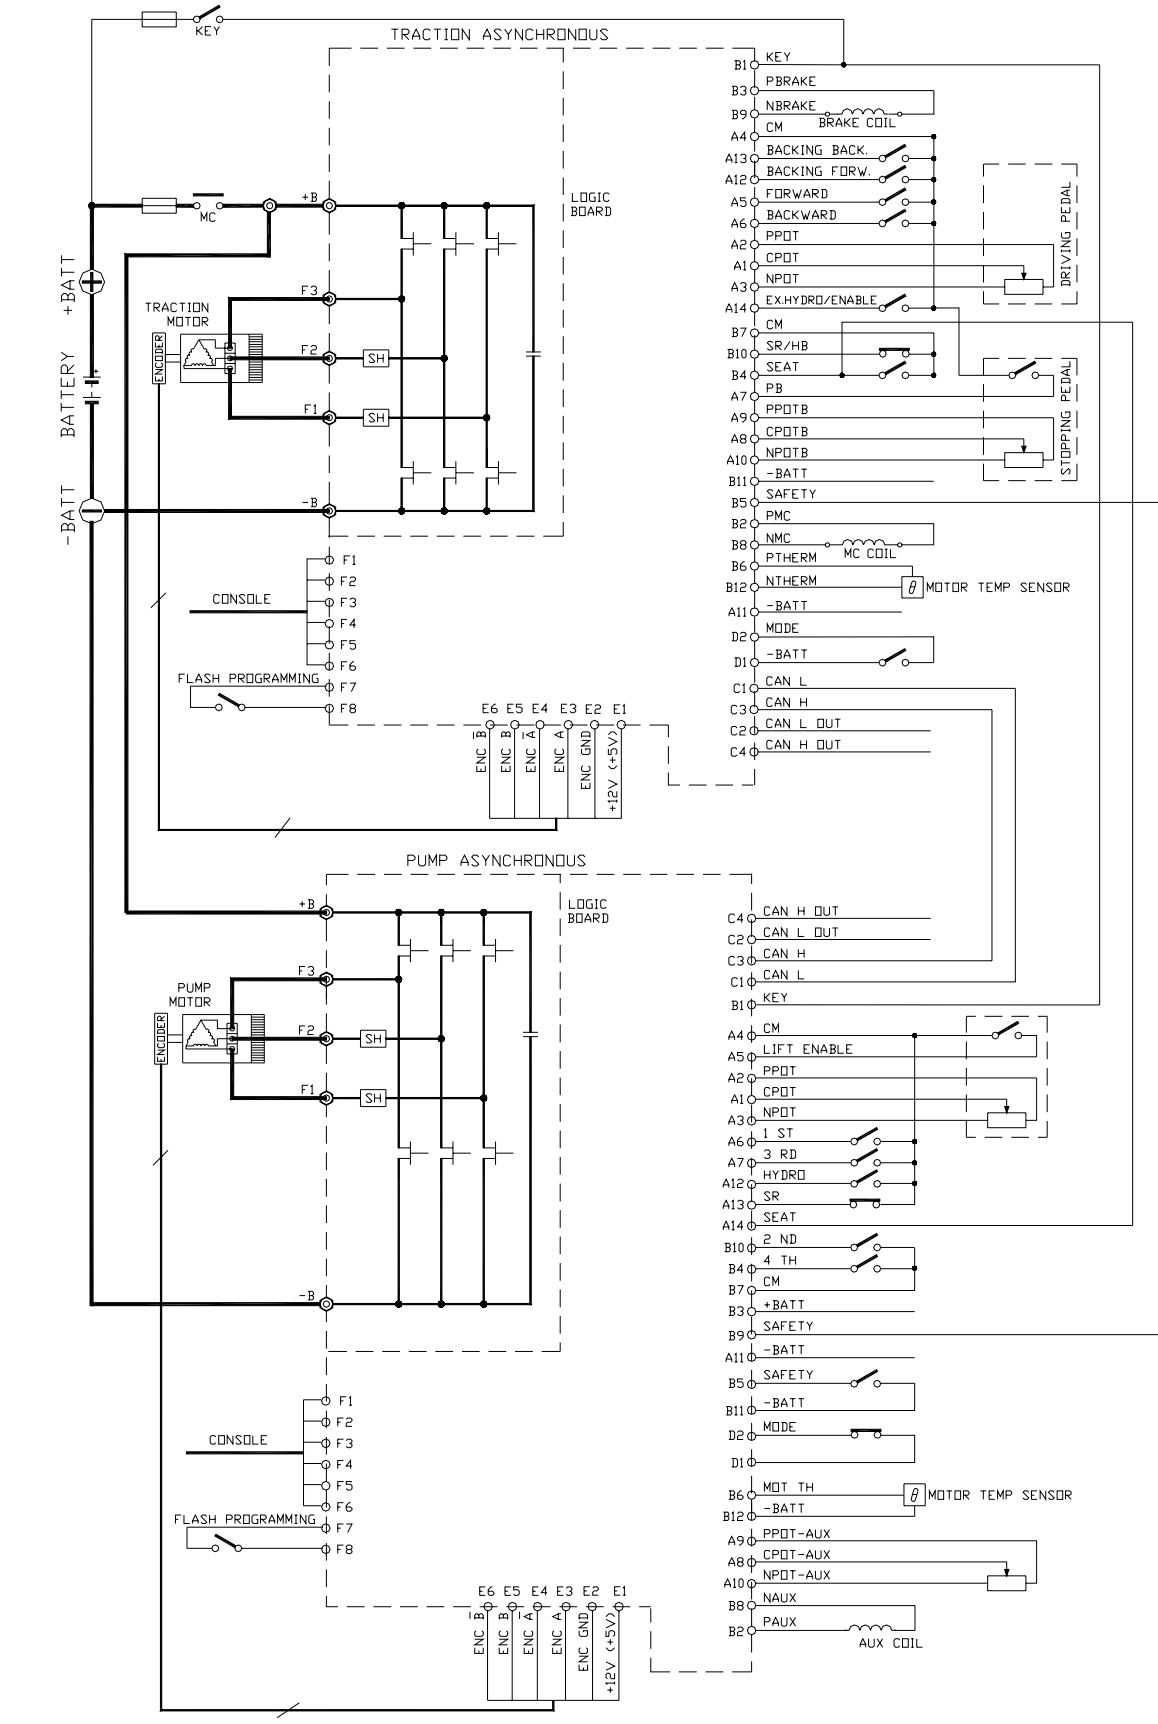 KEY
TRACTION ASYNCHRONOUS
B1 KEY
B3 PBRAKE
B9 NBRAKE
BRAKE COIL
A4 CM
A13 BACKING BACK.
A12 BACKING FORW.
A5 FORWARD
A6 BACKWARD
A2 PPOT
A1 CPOT
A3 NPOT
DRIVING PEDAL
A14 EX.HYDRO/ENABLE
B7 CM
B10 SR/HB
B4 SEAT
A7 PB
A9 PPOTB
A8 CPOTB
A10 NPOTB
STOPPING PEDAL
B11 -BATT
B5 SAFETY
B2 PMC
B8 NMC
MC COIL
B6 PTHERM
B12 NTHERM
θ MOTOR TEMP SENSOR
A11 -BATT
D2 MODE
D1 -BATT
C1 CAN L
C3 CAN H
C2 CAN L OUT
C4 CAN H OUT
MC
+B
LOGIC
BOARD
+BATT
+
BATTERY
-BATT
TRACTION
MOTOR
ENCODER
F3
F2
SH
F1
SH
-B
F1
F2
F3
F4
F5
F6
F7
F8
CONSOLE
FLASH PROGRAMMING
E6 E5 E4 E3 E2 E1
ENC B̅
ENC B
ENC A̅
ENC A
ENC GND
+12V (+5V)
PUMP ASYNCHRONOUS
+B
LOGIC
BOARD
PUMP
MOTOR
ENCODER
F3
F2
SH
F1
SH
-B
C4 CAN H OUT
C2 CAN L OUT
C3 CAN H
C1 CAN L
B1 KEY
A4 CM
A5 LIFT ENABLE
A2 PPOT
A1 CPOT
A3 NPOT
A6 1 ST
A7 3 RD
A12 HYDRO
A13 SR
A14 SEAT
B10 2 ND
B4 4 TH
B7 CM
B3 +BATT
B9 SAFETY
A11 -BATT
B5 SAFETY
B11 -BATT
D2 MODE
D1
B6 MOT TH
B12 -BATT
θ MOTOR TEMP SENSOR
A9 PPOT-AUX
A8 CPOT-AUX
A10 NPOT-AUX
B8 NAUX
B2 PAUX
AUX COIL
F1
F2
F3
F4
F5
F6
F7
F8
CONSOLE
FLASH PROGRAMMING
E6 E5 E4 E3 E2 E1
ENC B̅
ENC B
ENC A̅
ENC A
ENC GND
+12V (+5V)